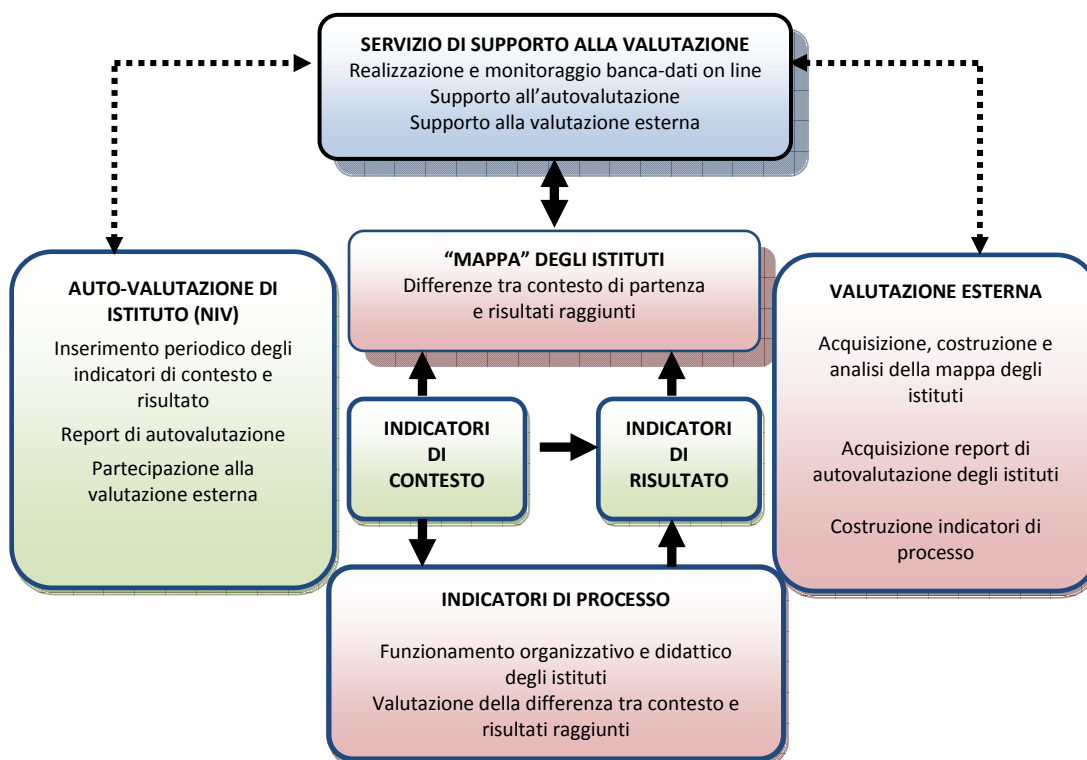 SERVIZIO DI SUPPORTO ALLA VALUTAZIONE
Realizzazione e monitoraggio banca-dati on line
Supporto all'autovalutazione
Supporto alla valutazione esterna
“MAPPA” DEGLI ISTITUTI
Differenze tra contesto di partenza
e risultati raggiunti
AUTO-VALUTAZIONE DI
ISTITUTO (NIV)
Inserimento periodico degli
indicatori di contesto e
risultato
Report di autovalutazione
Partecipazione alla
valutazione esterna
INDICATORI
DI
CONTESTO
INDICATORI
DI
RISULTATO
VALUTAZIONE ESTERNA
Acquisizione, costruzione e
analisi della mappa degli
istituti
Acquisizione report di
autovalutazione degli istituti
Costruzione indicatori di
processo
INDICATORI DI PROCESSO
Funzionamento organizzativo e didattico
degli istituti
Valutazione della differenza tra contesto e
risultati raggiunti